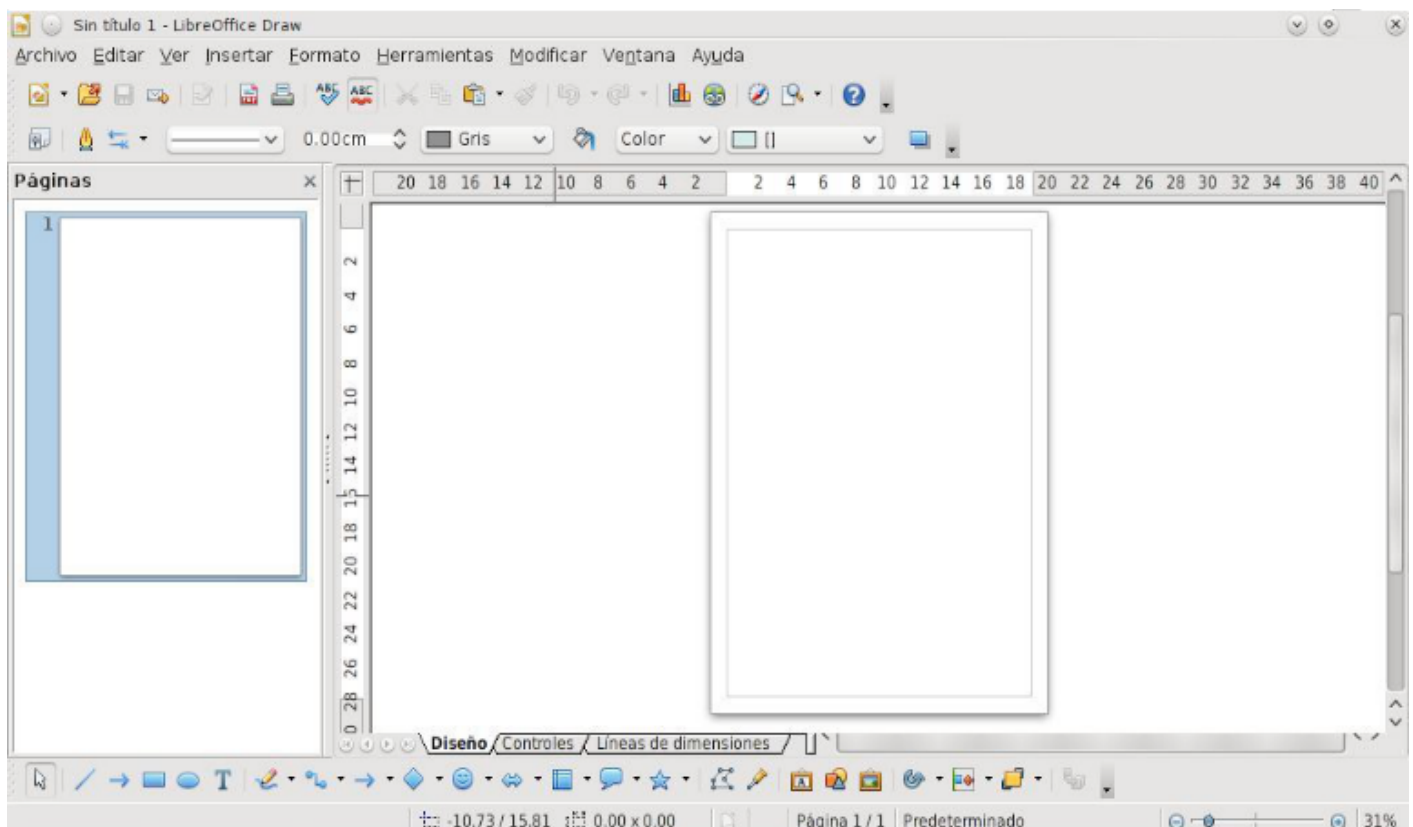 Sin título 1 - LibreOffice Draw
Archivo Editar Ver Insertar Formato Herramientas Modificar Ventana Ayuda
ABC ABC
0.00cm Gris Color []
Páginas
20 18 16 14 12 10 8 6 4 2 2 4 6 8 10 12 14 16 18 20 22 24 26 28 30 32 34 36 38 40
1
2
4
6
8
10
12
14
18
20
22
24
26
28
Diseño Controles Líneas de dimensiones
T
-10.73 / 15.81 0.00 x 0.00 Página 1 / 1 Predeterminado 31%